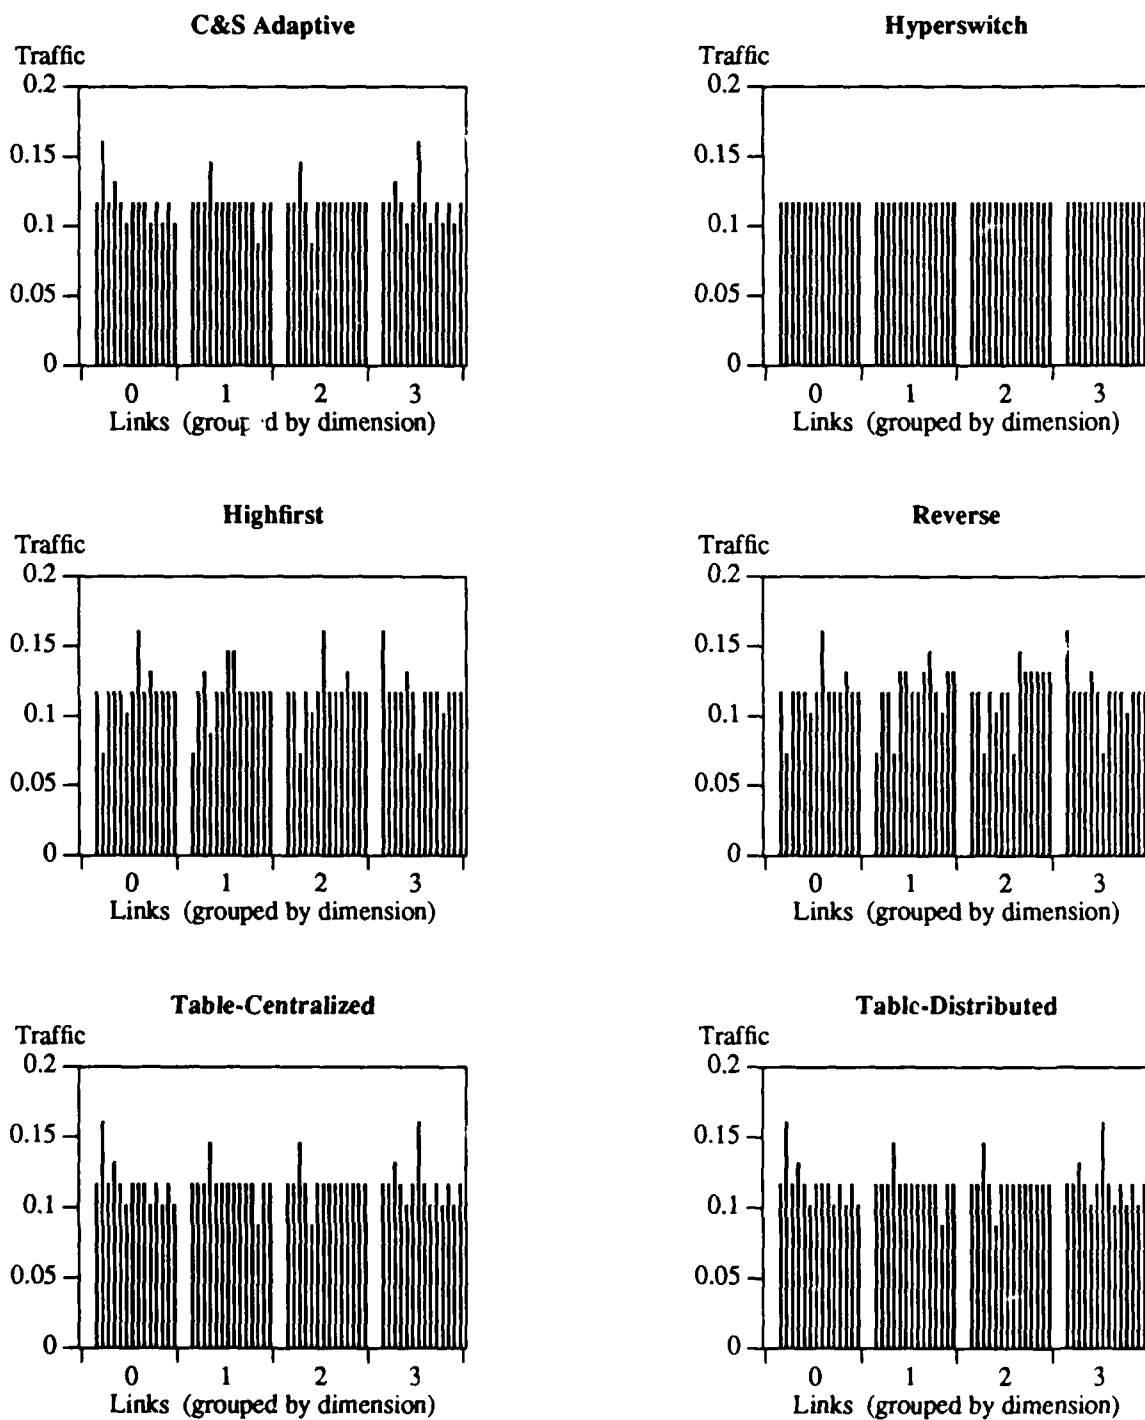 C&S Adaptive
Traffic
0.2
0.15
0.1
0.05
0
0 1 2 3
Links (group d by dimension)
Hyperswitch
Traffic
0.2
0.15
0.1
0.05
0
0 1 2 3
Links (grouped by dimension)
Highfirst
Traffic
0.2
0.15
0.1
0.05
0
0 1 2 3
Links (grouped by dimension)
Reverse
Traffic
0.2
0.15
0.1
0.05
0
0 1 2 3
Links (grouped by dimension)
Table-Centralized
Traffic
0.2
0.15
0.1
0.05
0
0 1 2 3
Links (grouped by dimension)
Table-Distributed
Traffic
0.2
0.15
0.1
0.05
0
0 1 2 3
Links (grouped by dimension)